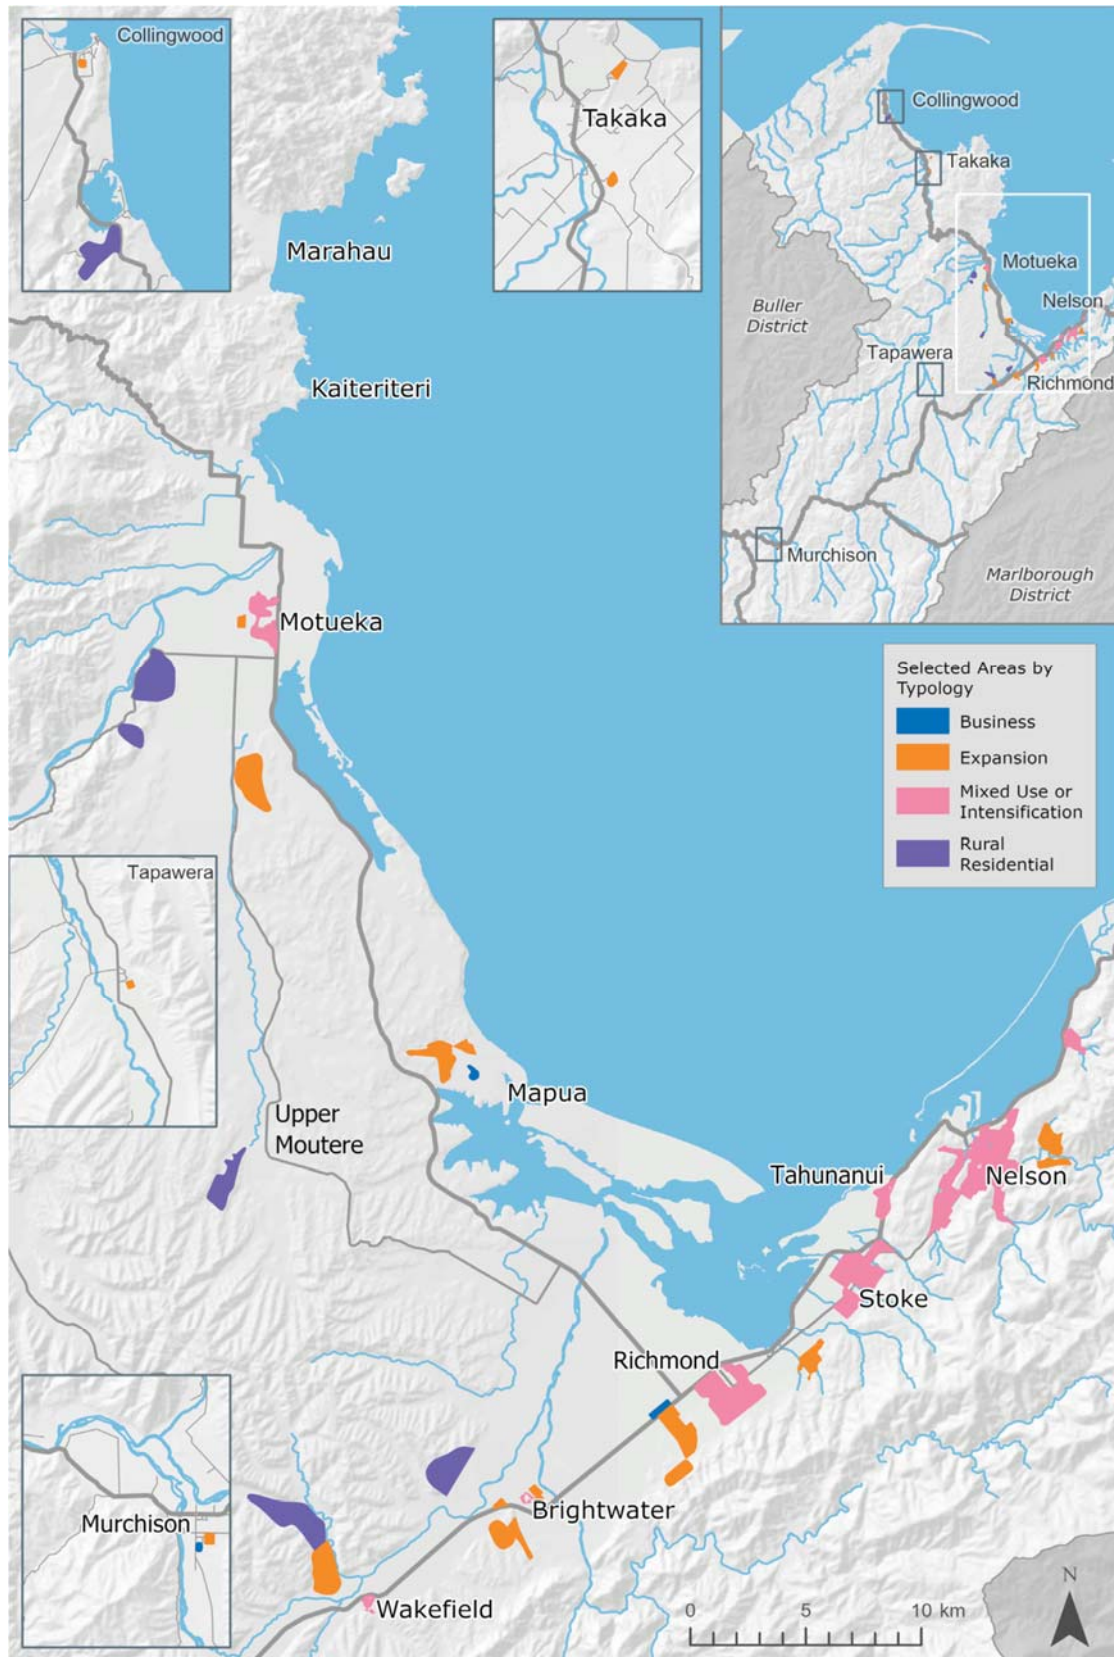 Collingwood
Takaka
Collingwood
Takaka
Motueka
Nelson
Buller
District
Tapawera
Richmond
Murchison
Marlborough
District
Marahau
Kaiteriteri
Motueka
Selected Areas by
Typology
Business
Expansion
Mixed Use or
Intensification
Rural
Residential
Tapawera
Mapua
Upper
Moutere
Tahunanui
Nelson
Stoke
Richmond
Murchison
Brightwater
Wakefield
0 5 10 km
N